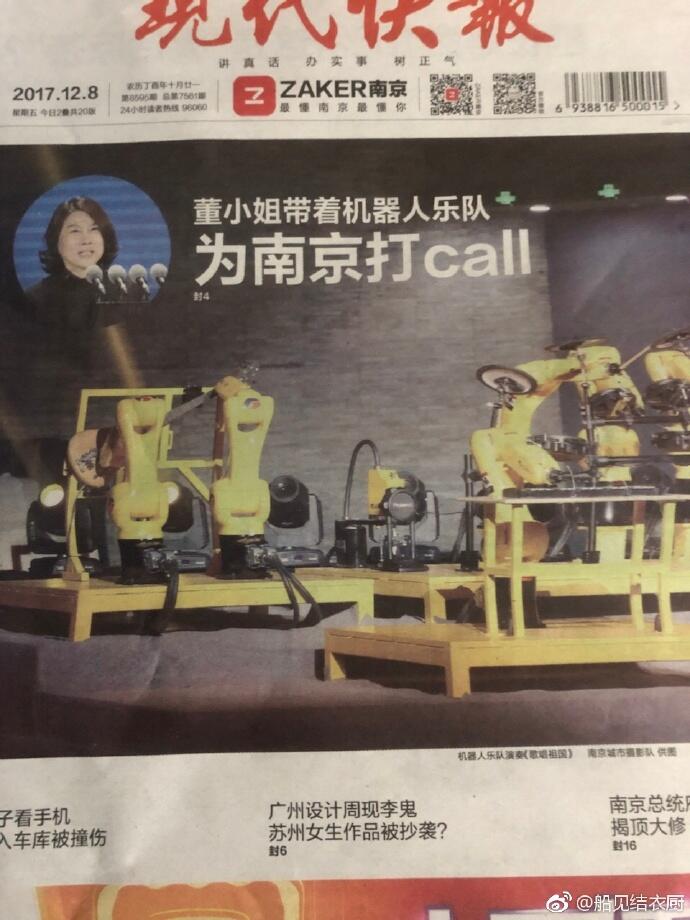 现代快报
讲真话 办实事 树正气
2017.12.8
星期五 今日2叠共20版
农历丁酉年十月廿一
第6595期 总第7561期
24小时读者热线 96060
ZAKER南京
最懂南京最懂你
6 938816 500015 >
董小姐带着机器人乐队
为南京打call
封4
机器人乐队演奏《歌唱祖国》 南京城市摄影队 供图
子看手机
入车库被撞伤
广州设计周现李鬼
苏州女生作品被抄袭?
封6
南京总统府
揭顶大修
封16
@船见结衣厨